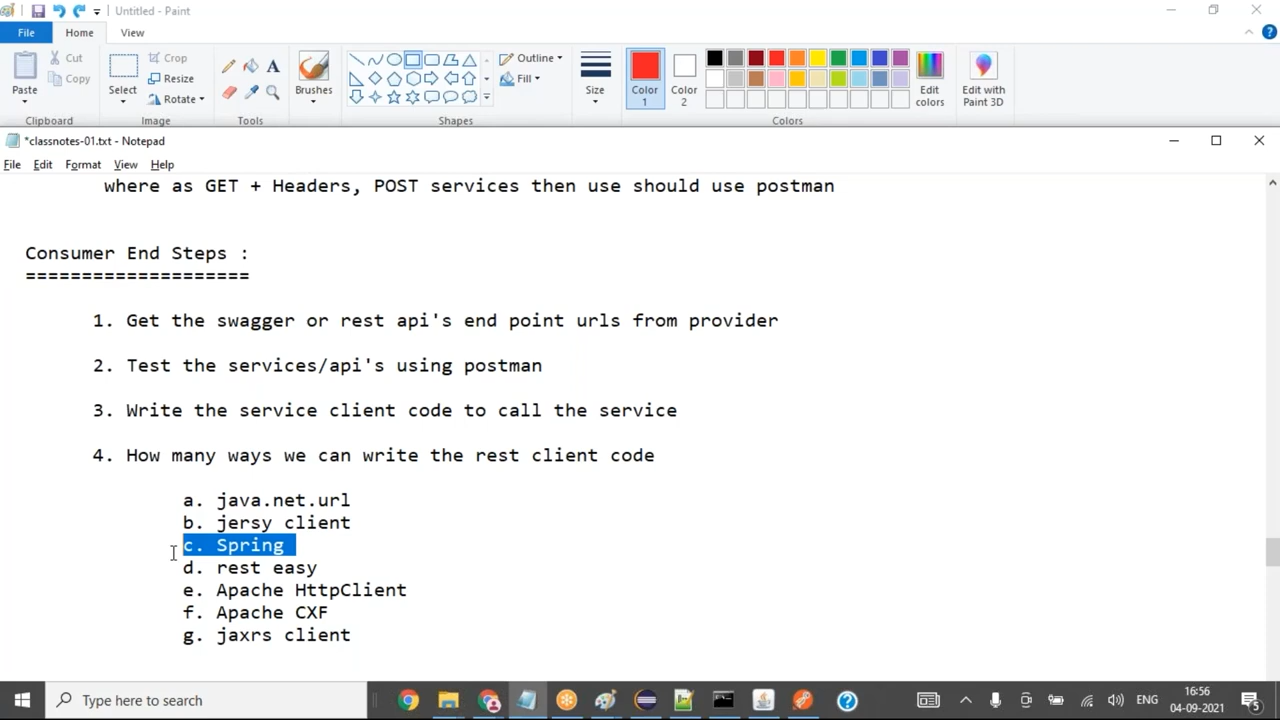 Untitled - Paint
File
Home
View
Paste
Cut
Copy
Clipboard
Select
Crop
Resize
Rotate
Image
A
Tools
Brushes
Outline
Fill
Shapes
Size
Color
1
Color
2
Edit
colors
Colors
Edit with
Paint 3D
*classnotes-01.txt - Notepad
File Edit Format View Help
where as GET + Headers, POST services then use should use postman
Consumer End Steps :
====================
1. Get the swagger or rest api's end point urls from provider
2. Test the services/api's using postman
3. Write the service client code to call the service
4. How many ways we can write the rest client code
a. java.net.url
b. jersy client
c. Spring
d. rest easy
e. Apache HttpClient
f. Apache CXF
g. jaxrs client
Type here to search
ENG
16:56
04-09-2021
5